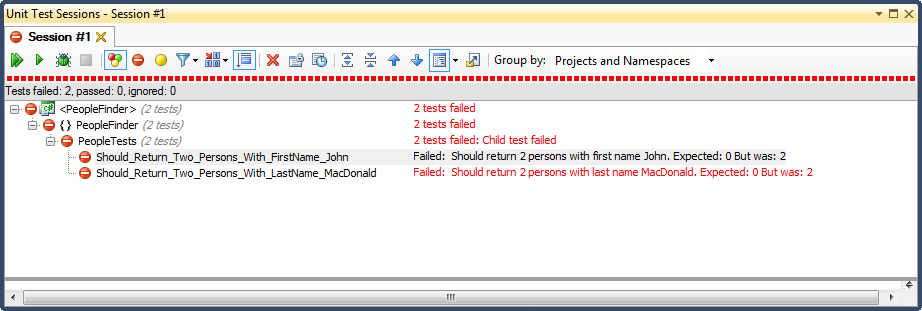 Unit Test Sessions - Session #1
Session #1
Group by: Projects and Namespaces
Tests failed: 2, passed: 0, ignored: 0
<PeopleFinder> (2 tests) 2 tests failed
{ } PeopleFinder (2 tests) 2 tests failed
PeopleTests (2 tests) 2 tests failed: Child test failed
Should_Return_Two_Persons_With_FirstName_John Failed: Should return 2 persons with first name John. Expected: 0 But was: 2
Should_Return_Two_Persons_With_LastName_MacDonald Failed: Should return 2 persons with last name MacDonald. Expected: 0 But was: 2